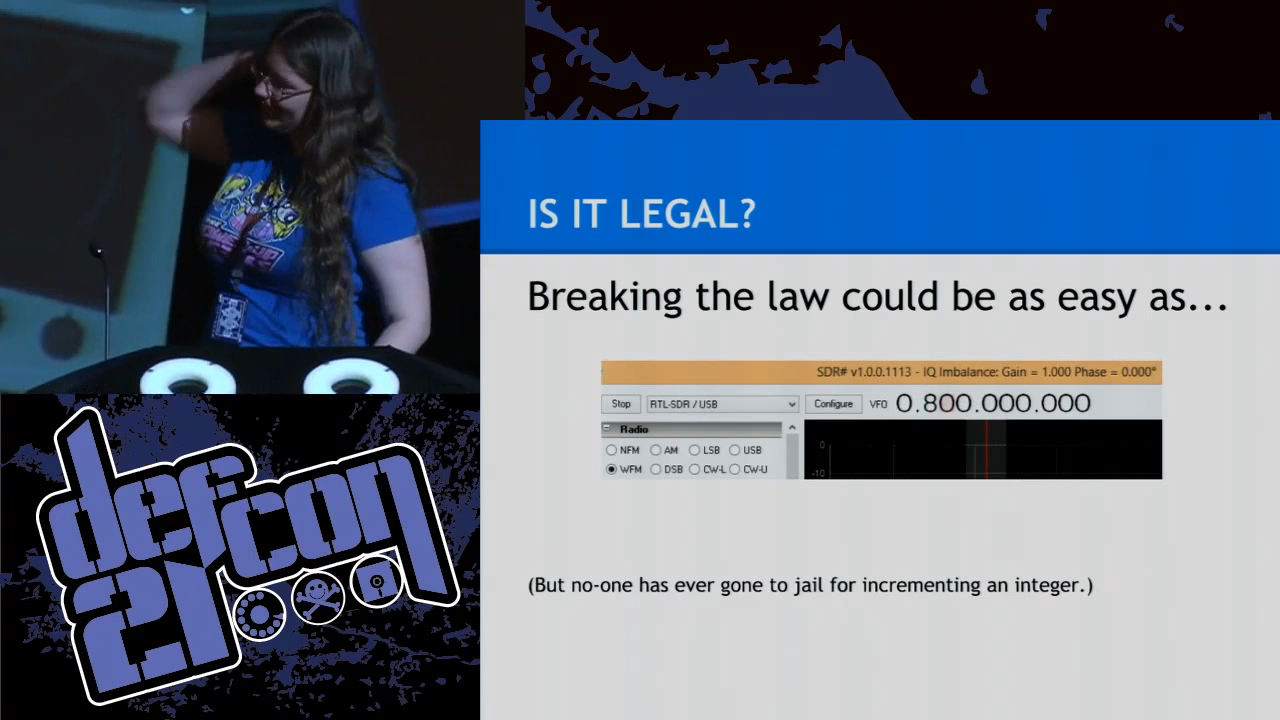 IS IT LEGAL?
Breaking the law could be as easy as...
SDR# v1.0.0.1113 - IQ Imbalance: Gain = 1.000 Phase = 0.000°
Stop RTL-SDR / USB Configure VFO 0.800.000.000
Radio
NFM AM LSB USB
WFM DSB CW-L CW-U
0
-10
(But no-one has ever gone to jail for incrementing an integer.)
defcon
21